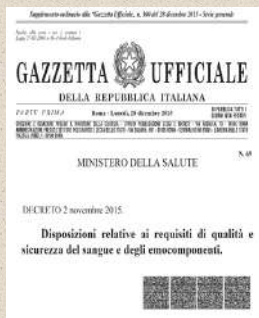 Supplemento ordinario alla "Gazzetta Ufficiale„ n. 300 del 28 dicembre 2015 - Serie generale
GAZZETTA UFFICIALE
DELLA REPUBBLICA ITALIANA
PARTE PRIMA
Roma - Lunedì, 28 dicembre 2015
N. 69
MINISTERO DELLA SALUTE
DECRETO 2 novembre 2015.
Disposizioni relative ai requisiti di qualità e
sicurezza del sangue e degli emocomponenti.